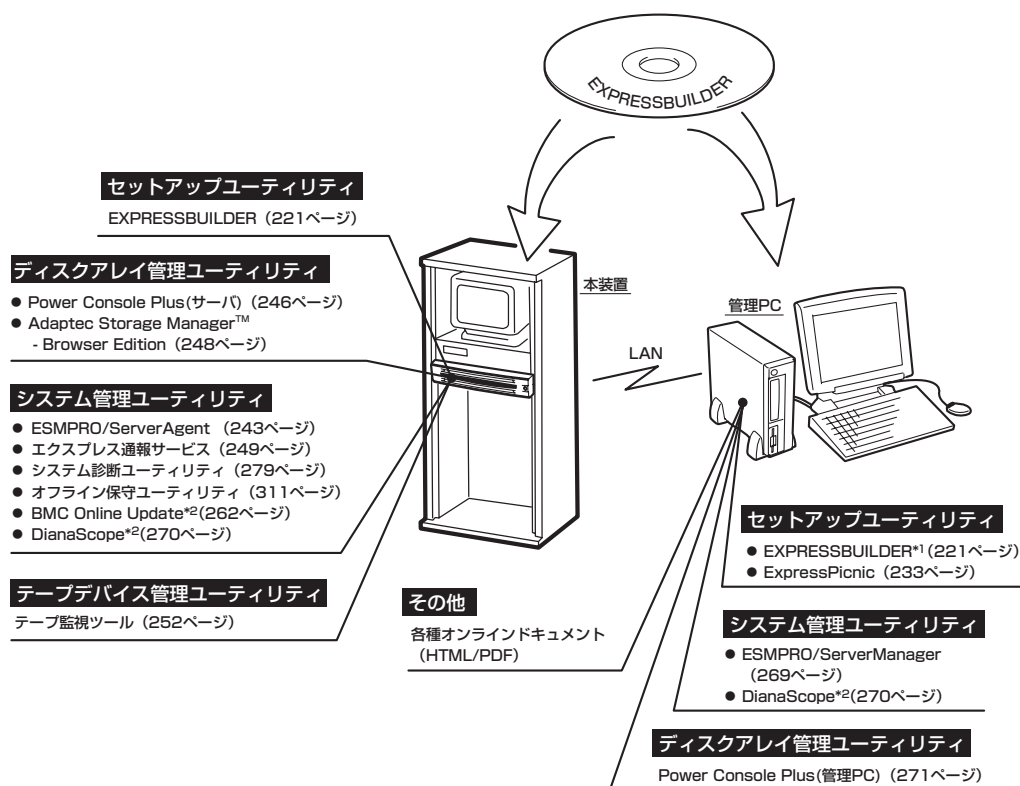 EXPRESSBUILDER
セットアップユーティリティ
EXPRESSBUILDER（221ページ）
ディスクアレイ管理ユーティリティ
● Power Console Plus(サーバ)（246ページ）
● Adaptec Storage Manager™
- Browser Edition（248ページ）
システム管理ユーティリティ
● ESMPRO/ServerAgent （243ページ）
● エクスプレス通報サービス（249ページ）
● システム診断ユーティリティ（279ページ）
● オフライン保守ユーティリティ（311ページ）
● BMC Online Update*2(262ページ）
● DianaScope*2(270ページ）
テープデバイス管理ユーティリティ
テープ監視ツール（252ページ）
本装置
LAN
管理PC
その他
各種オンラインドキュメント
（HTML/PDF）
セットアップユーティリティ
● EXPRESSBUILDER*1（221ページ）
● ExpressPicnic（233ページ）
システム管理ユーティリティ
● ESMPRO/ServerManager
（269ページ）
● DianaScope*2(270ページ）
ディスクアレイ管理ユーティリティ
Power Console Plus(管理PC)（271ページ）